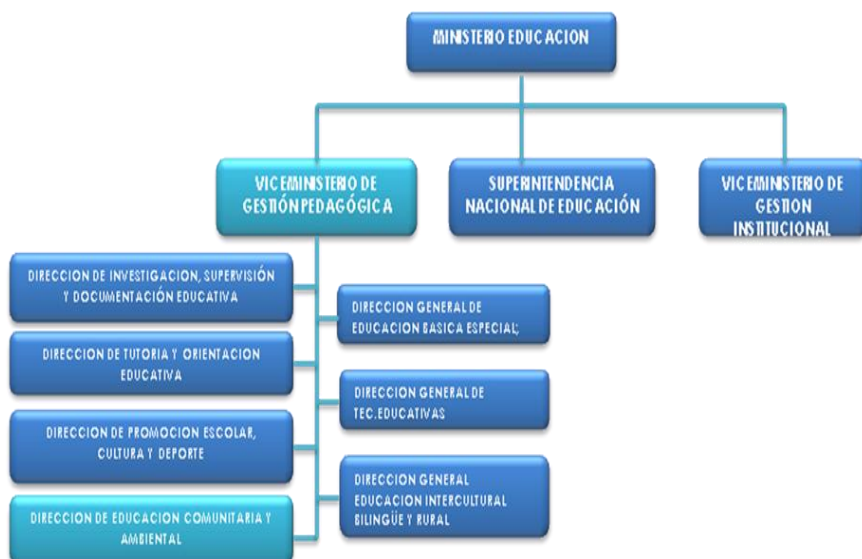 MINISTERIO EDUCACION
VICEMINISTERIO DE
GESTIÓN PEDAGÓGICA
SUPERINTENDENCIA
NACIONAL DE EDUCACIÓN
VICEMINISTERIO DE
GESTION
INSTITUCIONAL
DIRECCION DE INVESTIGACION, SUPERVISIÓN
Y DOCUMENTACIÓN EDUCATIVA
DIRECCION GENERAL DE
EDUCACION BASICA ESPECIAL;
DIRECCION DE TUTORIA Y ORIENTACION
EDUCATIVA
DIRECCION GENERAL DE
TEC.EDUCATIVAS
DIRECCION DE PROMOCION ESCOLAR,
CULTURA Y DEPORTE
DIRECCION GENERAL
EDUCACION INTERCULTURAL
BILINGÜE Y RURAL
DIRECCION DE EDUCACION COMUNITARIA Y
AMBIENTAL